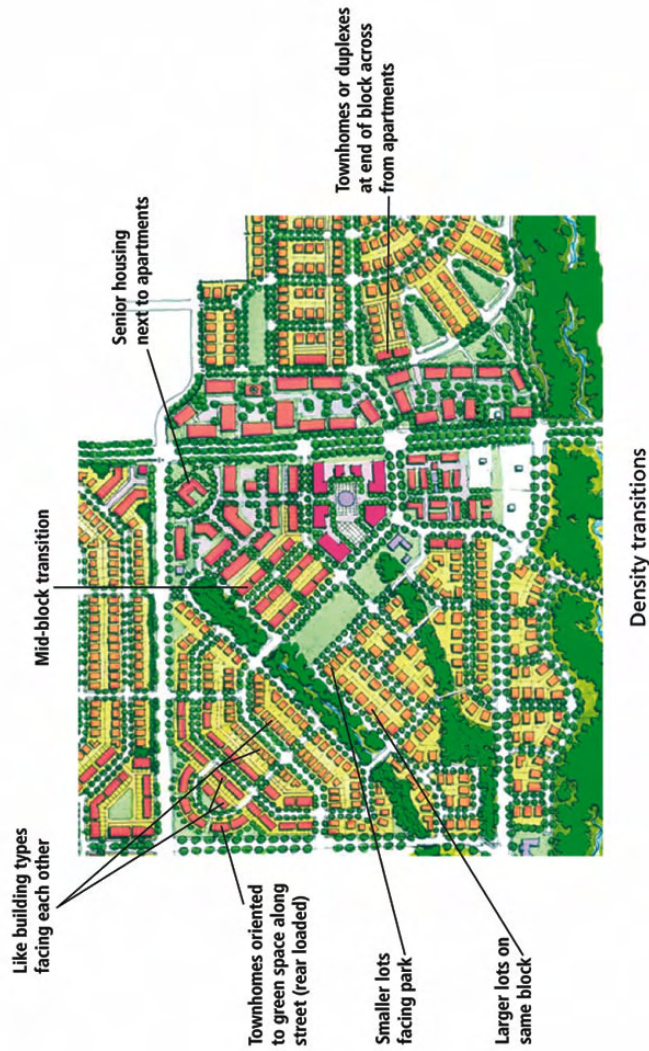 Like building types
facing each other
Mid-block transition
Senior housing
next to apartments
Townhomes or duplexes
at end of block across
from apartments
Townhomes oriented
to green space along
street (rear loaded)
Smaller lots
facing park
Larger lots on
same block
Density transitions